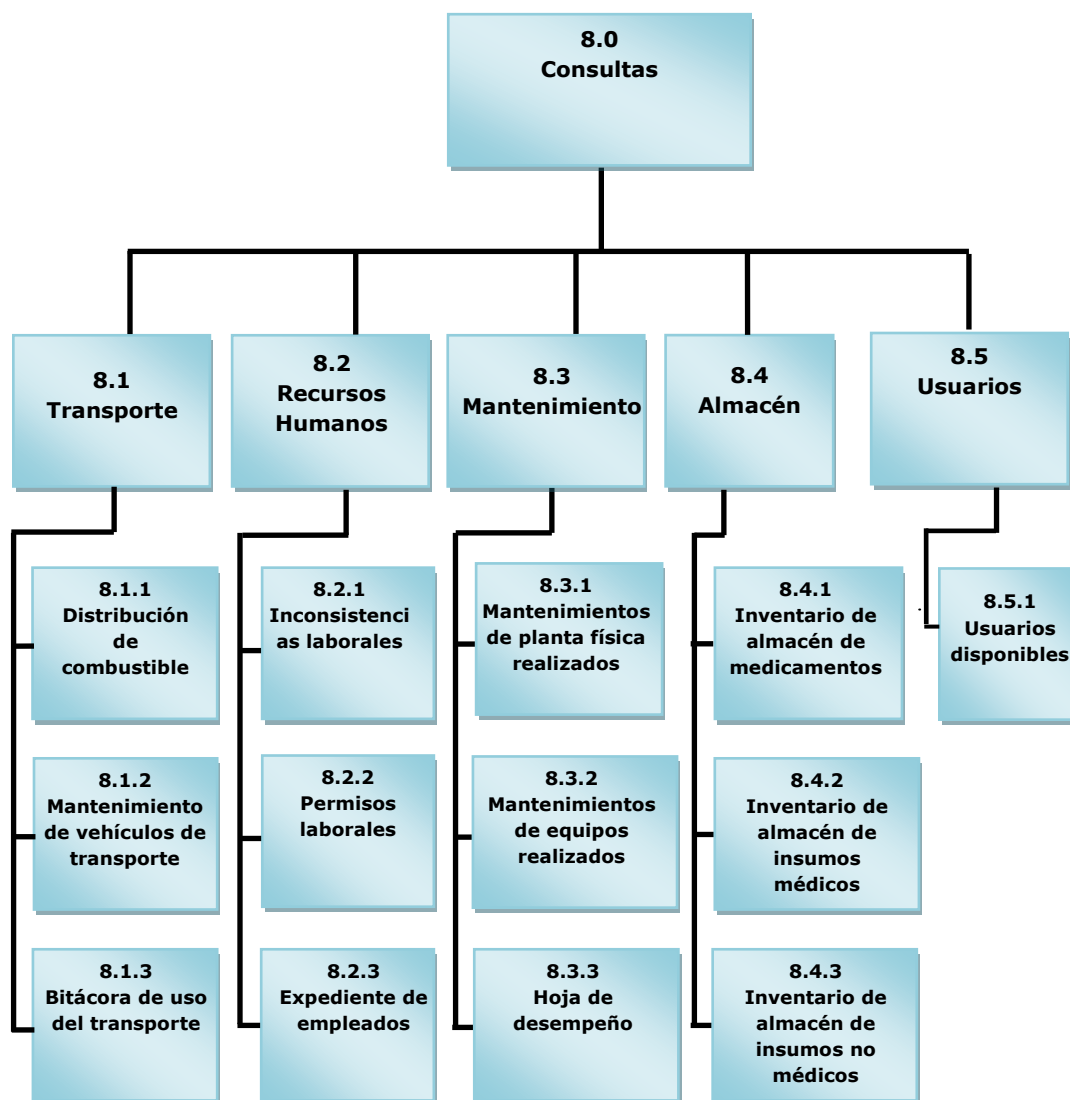 8.0
Consultas
8.1
Transporte
8.2
Recursos
Humanos
8.3
Mantenimiento
8.4
Almacén
8.5
Usuarios
8.1.1
Distribución
de
combustible
8.2.1
Inconsistenci
as laborales
8.3.1
Mantenimientos
de planta física
realizados
8.4.1
Inventario de
almacén de
medicamentos
8.5.1
Usuarios
disponibles
8.1.2
Mantenimiento
de vehículos de
transporte
8.2.2
Permisos
laborales
8.3.2
Mantenimientos
de equipos
realizados
8.4.2
Inventario de
almacén de
insumos
médicos
8.1.3
Bitácora de uso
del transporte
8.2.3
Expediente de
empleados
8.3.3
Hoja de
desempeño
8.4.3
Inventario de
almacén de
insumos no
médicos